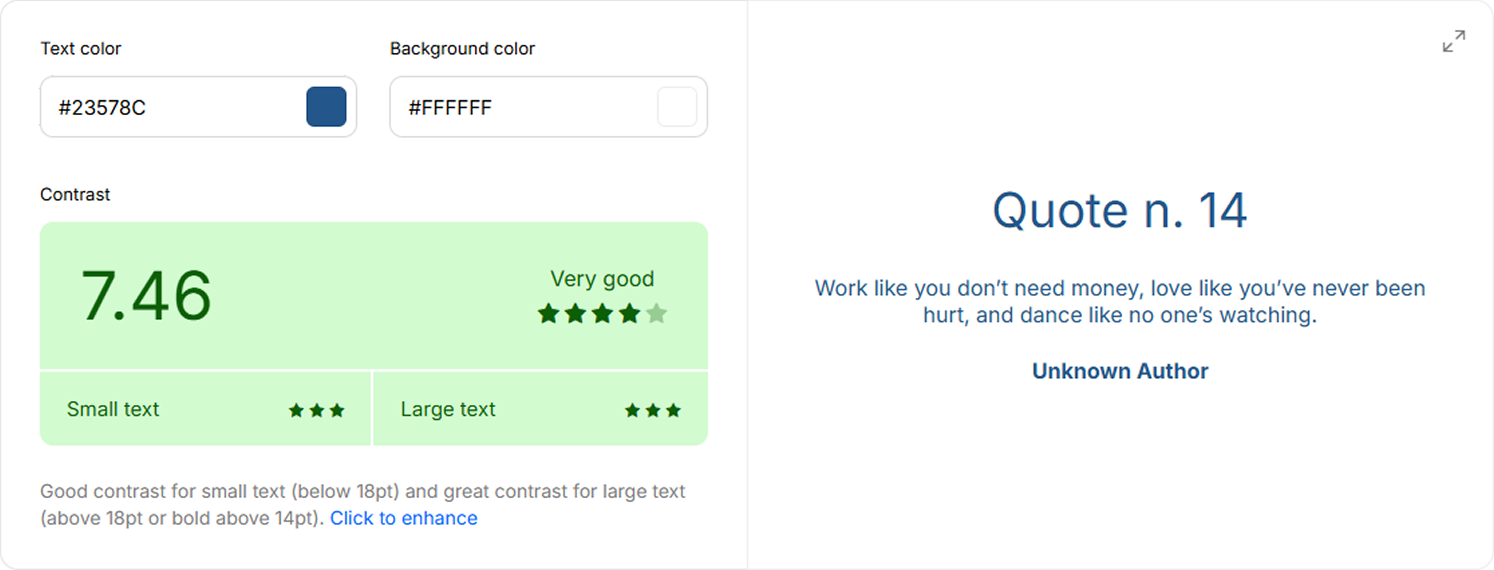 Text color
Background color
#23578C
#FFFFFF
Contrast
7.46
Very good
Small text
Large text
Good contrast for small text (below 18pt) and great contrast for large text
(above 18pt or bold above 14pt). Click to enhance
Quote n. 14
Work like you don’t need money, love like you’ve never been
hurt, and dance like no one’s watching.
Unknown Author